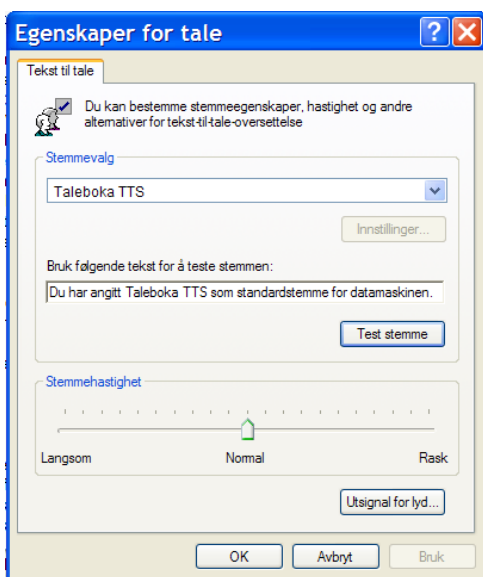 Egenskaper for tale
Tekst til tale
Du kan bestemme stemmeegenskaper, hastighet og andre
alternativer for tekst-til-tale-oversettelse
Stemmevalg
Taleboka TTS
Innstillinger...
Bruk følgende tekst for å teste stemmen:
Du har angitt Taleboka TTS som standardstemme for datamaskinen.
Test stemme
Stemmehastighet
Langsom Normal Rask
Utsignal for lyd...
OK Avbryt Bruk